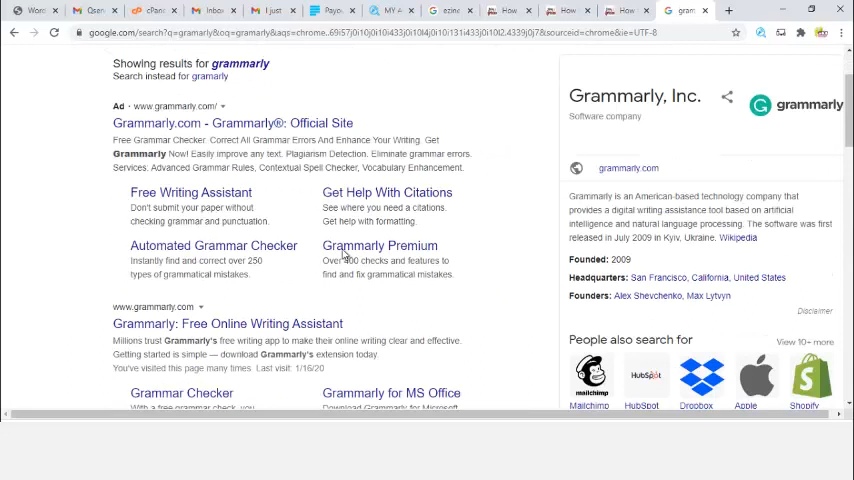 Word
Qsen
cPan
Inbox
I just
Payo
MY A
ezine
How
How
How
gram
google.com/search?q=gramarly&oq=gramarly&aqs=chrome..69i57j0i10j0i10i433j0i10l4j0i10i131i433j0i10l2.4339j0j7&sourceid=chrome&ie=UTF-8
Showing results for grammarly
Search instead for gramarly
Ad · www.grammarly.com/
Grammarly.com - Grammarly®: Official Site
Free Grammar Checker. Correct All Grammar Errors And Enhance Your Writing. Get
Grammarly Now! Easily improve any text. Plagiarism Detection. Eliminate grammar errors.
Services: Advanced Grammar Rules, Contextual Spell Checker, Vocabulary Enhancement.
Free Writing Assistant
Don't submit your paper without
checking grammar and punctuation.
Get Help With Citations
See where you need a citations.
Get help with formatting.
Automated Grammar Checker
Instantly find and correct over 250
types of grammatical mistakes.
Grammarly Premium
Over 400 checks and features to
find and fix grammatical mistakes.
www.grammarly.com
Grammarly: Free Online Writing Assistant
Millions trust Grammarly's free writing app to make their online writing clear and effective.
Getting started is simple — download Grammarly's extension today.
You've visited this page many times. Last visit: 1/16/20
Grammar Checker
With a free grammar check, you
Grammarly for MS Office
Download Grammarly for Microsoft
Grammarly, Inc.
Software company
grammarly
grammarly.com
Grammarly is an American-based technology company that
provides a digital writing assistance tool based on artificial
intelligence and natural language processing. The software was first
released in July 2009 in Kyiv, Ukraine. Wikipedia
Founded: 2009
Headquarters: San Francisco, California, United States
Founders: Alex Shevchenko, Max Lytvyn
Disclaimer
People also search for
View 10+ more
mailchimp
HubSpot
Mailchimp
HubSpot
Dropbox
Apple
Shopify